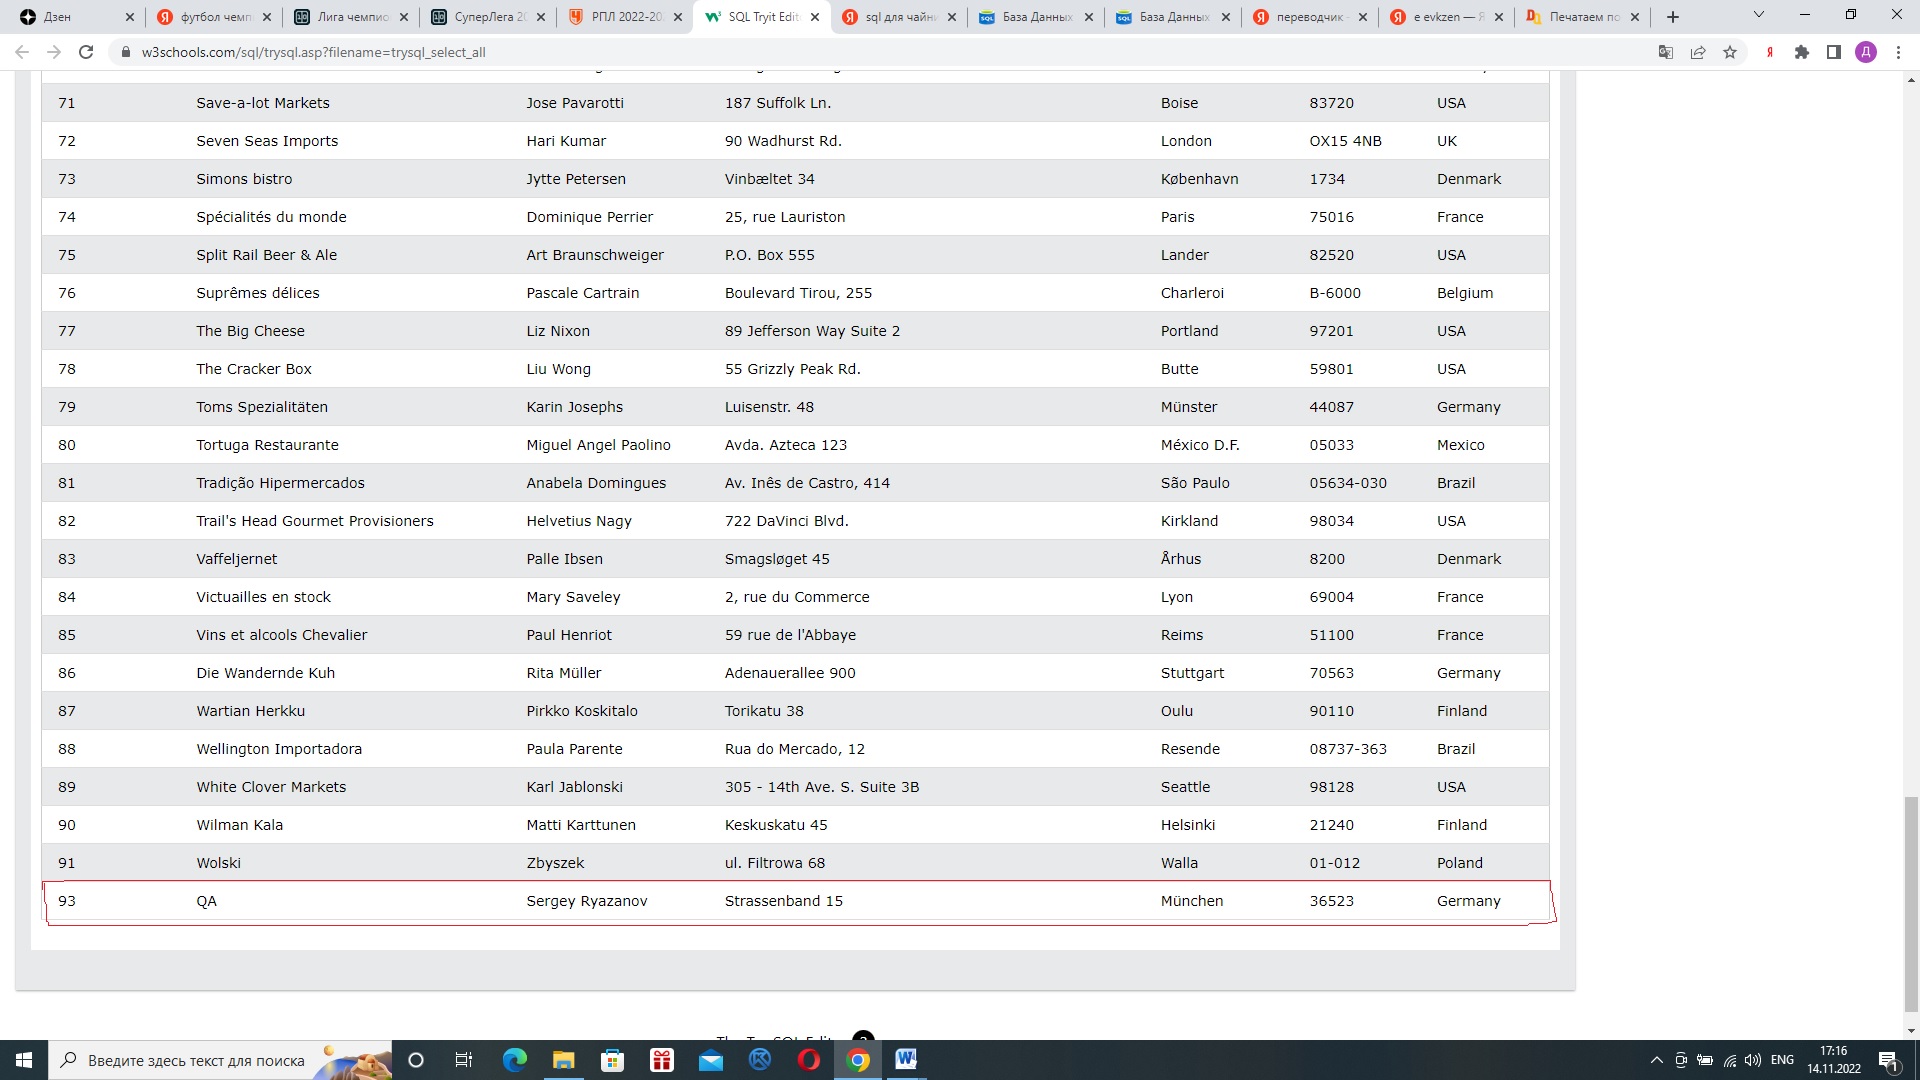 Дзен
футбол чемп
Лига чемпио
СуперЛега 20
РПЛ 2022-20
SQL Tryit Edit
sql для чайни
База Данных
База Данных
переводчик -
e evkzen — Я
Печатаем по
w3schools.com/sql/trysql.asp?filename=trysql_select_all
Д
71 Save-a-lot Markets Jose Pavarotti 187 Suffolk Ln. Boise 83720 USA
72 Seven Seas Imports Hari Kumar 90 Wadhurst Rd. London OX15 4NB UK
73 Simons bistro Jytte Petersen Vinbæltet 34 København 1734 Denmark
74 Spécialités du monde Dominique Perrier 25, rue Lauriston Paris 75016 France
75 Split Rail Beer & Ale Art Braunschweiger P.O. Box 555 Lander 82520 USA
76 Suprêmes délices Pascale Cartrain Boulevard Tirou, 255 Charleroi B-6000 Belgium
77 The Big Cheese Liz Nixon 89 Jefferson Way Suite 2 Portland 97201 USA
78 The Cracker Box Liu Wong 55 Grizzly Peak Rd. Butte 59801 USA
79 Toms Spezialitäten Karin Josephs Luisenstr. 48 Münster 44087 Germany
80 Tortuga Restaurante Miguel Angel Paolino Avda. Azteca 123 México D.F. 05033 Mexico
81 Tradição Hipermercados Anabela Domingues Av. Inês de Castro, 414 São Paulo 05634-030 Brazil
82 Trail's Head Gourmet Provisioners Helvetius Nagy 722 DaVinci Blvd. Kirkland 98034 USA
83 Vaffeljernet Palle Ibsen Smagsløget 45 Århus 8200 Denmark
84 Victuailles en stock Mary Saveley 2, rue du Commerce Lyon 69004 France
85 Vins et alcools Chevalier Paul Henriot 59 rue de l'Abbaye Reims 51100 France
86 Die Wandernde Kuh Rita Müller Adenauerallee 900 Stuttgart 70563 Germany
87 Wartian Herkku Pirkko Koskitalo Torikatu 38 Oulu 90110 Finland
88 Wellington Importadora Paula Parente Rua do Mercado, 12 Resende 08737-363 Brazil
89 White Clover Markets Karl Jablonski 305 - 14th Ave. S. Suite 3B Seattle 98128 USA
90 Wilman Kala Matti Karttunen Keskuskatu 45 Helsinki 21240 Finland
91 Wolski Zbyszek ul. Filtrowa 68 Walla 01-012 Poland
93 QA Sergey Ryazanov Strassenband 15 München 36523 Germany
Введите здесь текст для поиска
ENG
17:16
14.11.2022
1